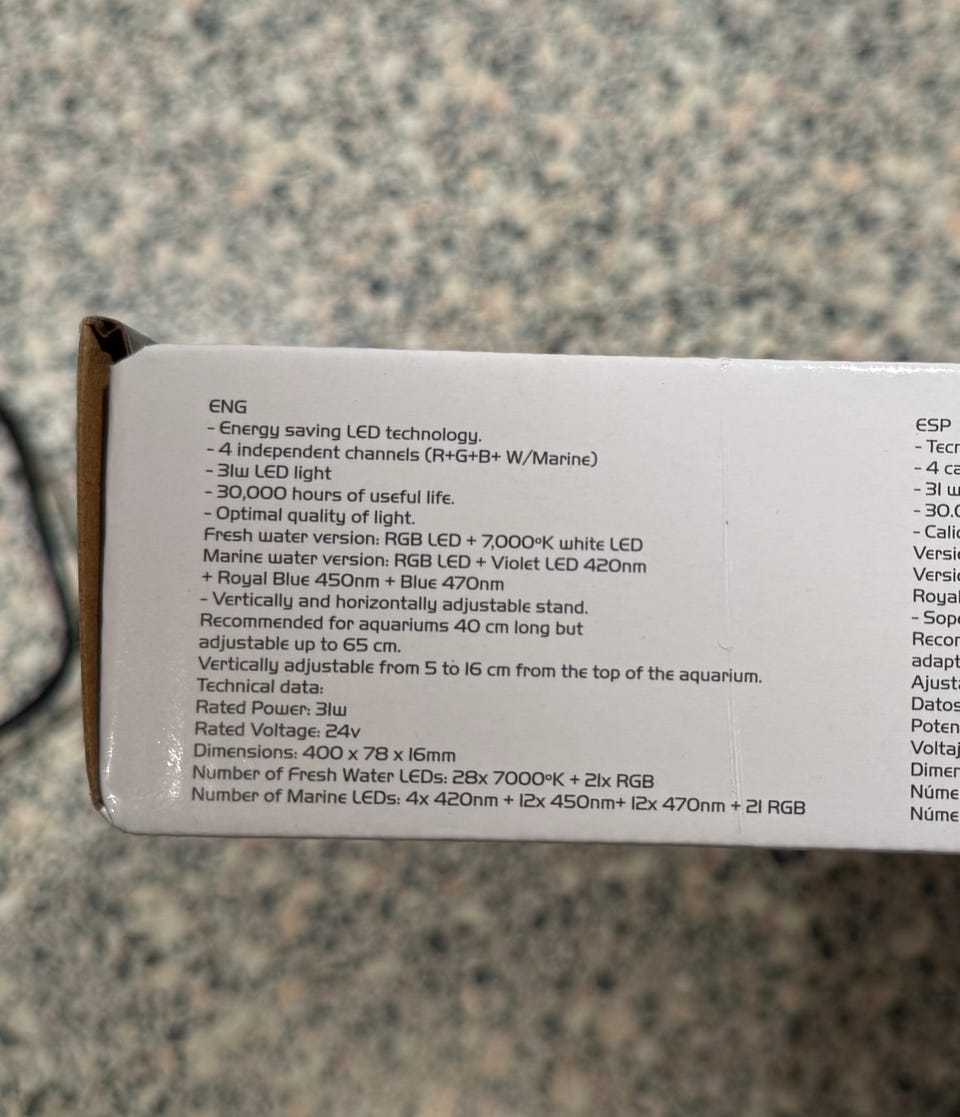 ENG
- Energy saving LED technology.
- 4 independent channels (R+G+B+ W/Marine)
- 31w LED light
- 30,000 hours of useful life.
- Optimal quality of light.
Fresh water version: RGB LED + 7,000ºK white LED
Marine water version: RGB LED + Violet LED 420nm
+ Royal Blue 450nm + Blue 470nm
- Vertically and horizontally adjustable stand.
Recommended for aquariums 40 cm long but
adjustable up to 65 cm.
Vertically adjustable from 5 to 16 cm from the top of the aquarium.
Technical data:
Rated Power: 31w
Rated Voltage: 24v
Dimensions: 400 x 78 x 16mm
Number of Fresh Water LEDs: 28x 7000ºK + 21x RGB
Number of Marine LEDs: 4x 420nm + 12x 450nm+ 12x 470nm + 21 RGB
ESP
-
- 4
- 31 w
-
-
Royal
-